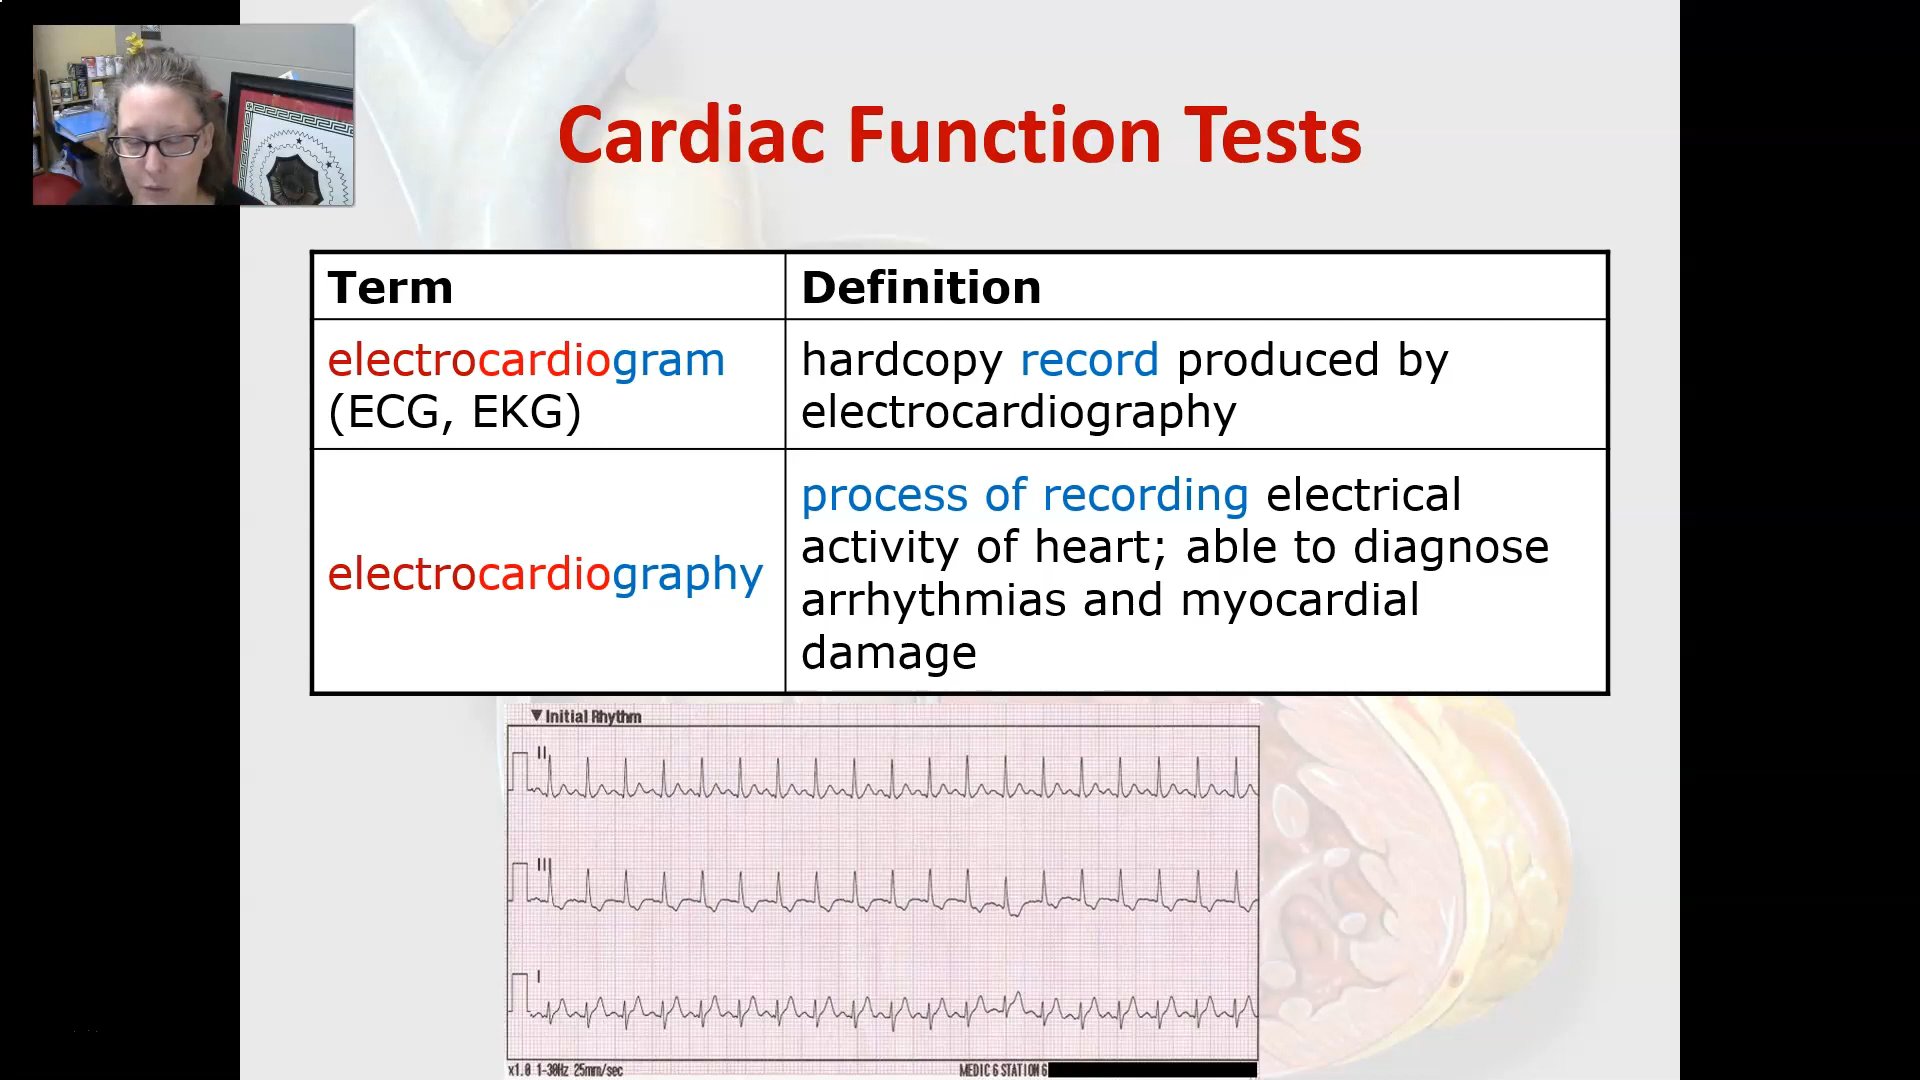 Cardiac Function Tests
Term
Definition
electrocardiogram
(ECG, EKG)
hardcopy record produced by
electrocardiography
electrocardiography
process of recording electrical
activity of heart; able to diagnose
arrhythmias and myocardial
damage
▼Initial Rhythm
II
III
I
x1.0 1-30Hz 25mm/sec
MEDIC 6 STATION 6